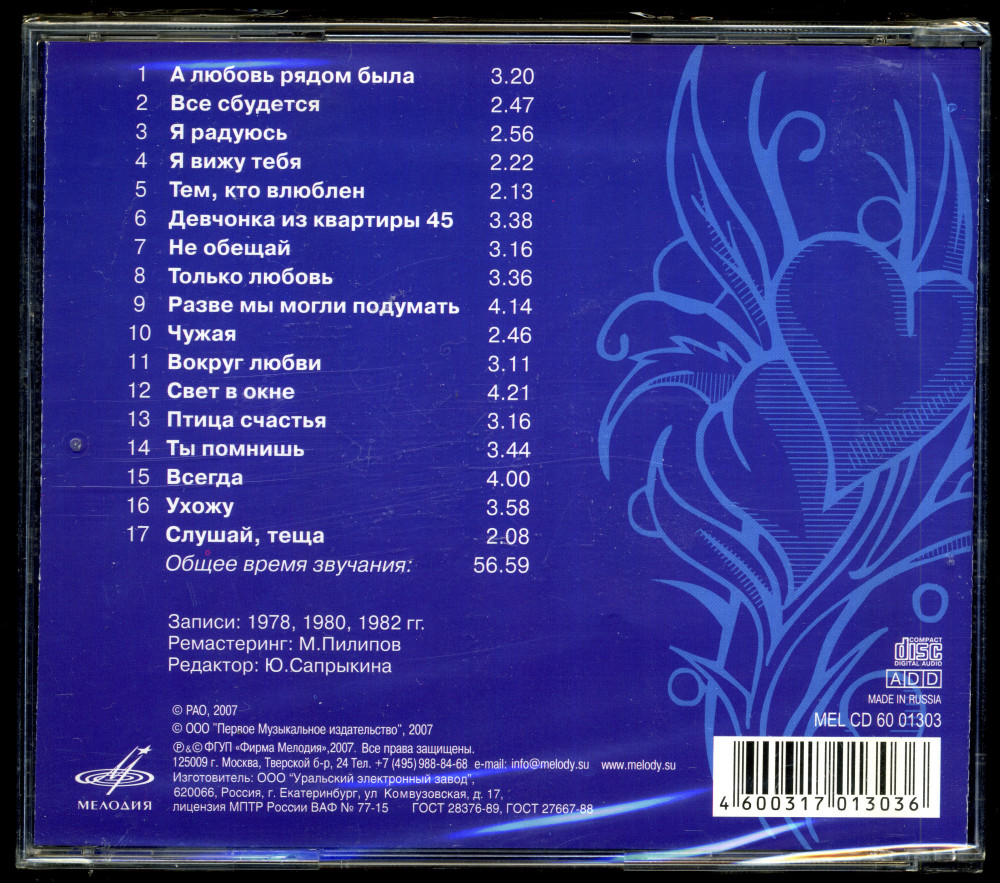 1 А любовь рядом была 3.20
2 Все сбудется 2.47
3 Я радуюсь 2.56
4 Я вижу тебя 2.22
5 Тем, кто влюблен 2.13
6 Девчонка из квартиры 45 3.38
7 Не обещай 3.16
8 Только любовь 3.36
9 Разве мы могли подумать 4.14
10 Чужая 2.46
11 Вокруг любви 3.11
12 Свет в окне 4.21
13 Птица счастья 3.16
14 Ты помнишь 3.44
15 Всегда 4.00
16 Ухожу 3.58
17 Слушай, теща 2.08
Общее время звучания: 56.59
Записи: 1978, 1980, 1982 гг.
Ремастеринг: М.Пилипов
Редактор: Ю.Сапрыкина
COMPACT
disc
DIGITAL AUDIO
ADD
MADE IN RUSSIA
MEL CD 60 01303
© РАО, 2007
© ООО "Первое Музыкальное издательство", 2007
℗&© ФГУП «Фирма Мелодия»,2007. Все права защищены.
125009 г. Москва, Тверской б-р, 24 Тел. +7 (495) 988-84-68 e-mail: info@melody.su www.melody.su
Изготовитель: ООО "Уральский электронный завод",
620066, Россия, г. Екатеринбург, ул Комвузовская, д. 17,
лицензия МПТР России ВАФ № 77-15 ГОСТ 28376-89, ГОСТ 27667-88
МЕЛОДИЯ
4 600317 013036